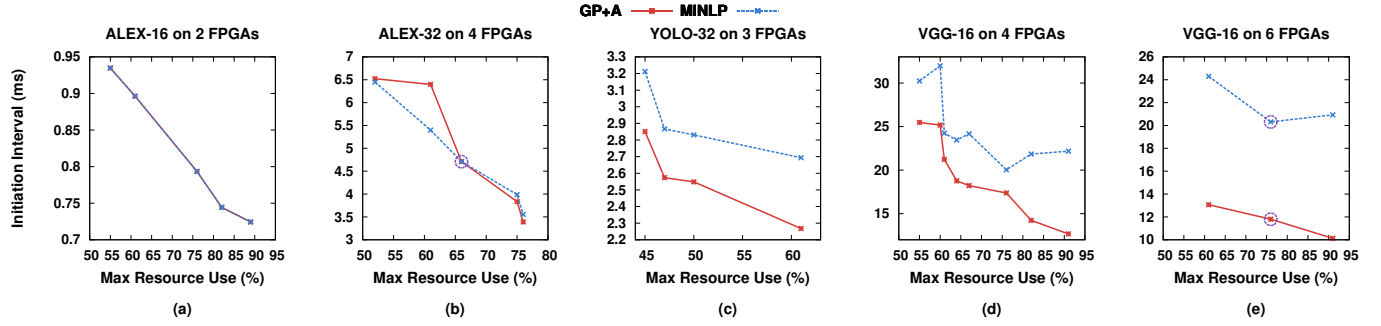 GP+A MINLP
ALEX-16 on 2 FPGAs
Initiation Interval (ms)
0.95
0.9
0.85
0.8
0.75
0.7
50 55 60 65 70 75 80 85 90 95
Max Resource Use (%)
(a)
ALEX-32 on 4 FPGAs
7
6.5
6
5.5
5
4.5
4
3.5
3
50 55 60 65 70 75 80
Max Resource Use (%)
(b)
YOLO-32 on 3 FPGAs
3.3
3.2
3.1
3
2.9
2.8
2.7
2.6
2.5
2.4
2.3
2.2
45 50 55 60
Max Resource Use (%)
(c)
VGG-16 on 4 FPGAs
30
25
20
15
50 55 60 65 70 75 80 85 90 95
Max Resource Use (%)
(d)
VGG-16 on 6 FPGAs
26
24
22
20
18
16
14
12
10
50 55 60 65 70 75 80 85 90 95
Max Resource Use (%)
(e)